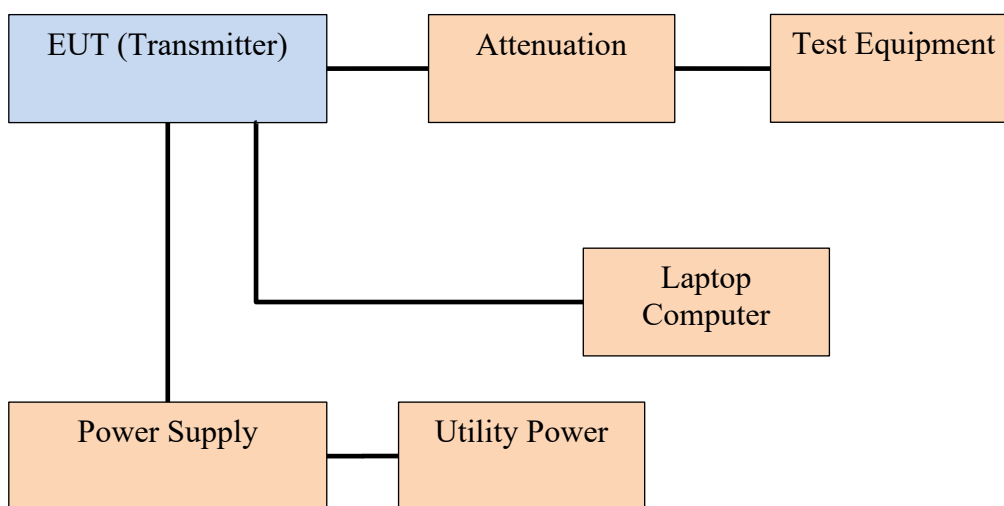 EUT (Transmitter)
Attenuation
Test Equipment
Laptop
Computer
Power Supply
Utility Power